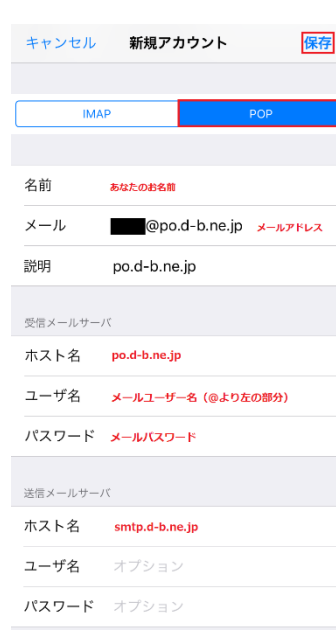 キャンセル 新規アカウント 保存
IMAP POP
名前 あなたのお名前
メール @po.d-b.ne.jp メールアドレス
説明 po.d-b.ne.jp
受信メールサーバ
ホスト名 po.d-b.ne.jp
ユーザ名 メールユーザー名（@より左の部分）
パスワード メールパスワード
送信メールサーバ
ホスト名 smtp.d-b.ne.jp
ユーザ名 オプション
パスワード オプション